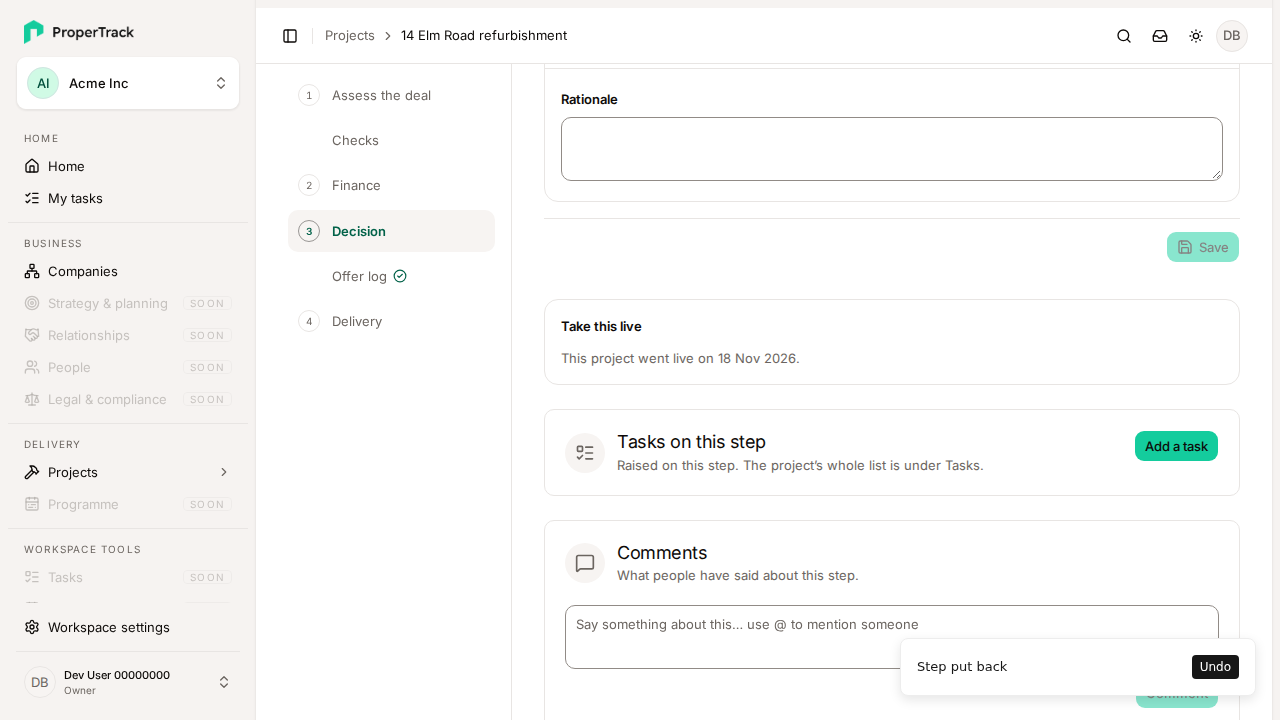 ProperTrack
AI
Acme Inc
HOME
Home
My tasks
BUSINESS
Companies
Strategy & planning SOON
Relationships SOON
People SOON
Legal & compliance SOON
DELIVERY
Projects
Programme SOON
WORKSPACE TOOLS
Tasks SOON
Workspace settings
DB
Dev User 00000000
Owner
Projects
14 Elm Road refurbishment
DB
1 Assess the deal
Checks
2 Finance
3 Decision
Offer log
4 Delivery
Rationale
Save
Take this live
This project went live on 18 Nov 2026.
Tasks on this step
Raised on this step. The project's whole list is under Tasks.
Add a task
Comments
What people have said about this step.
Say something about this... use @ to mention someone
Comment
Step put back
Undo